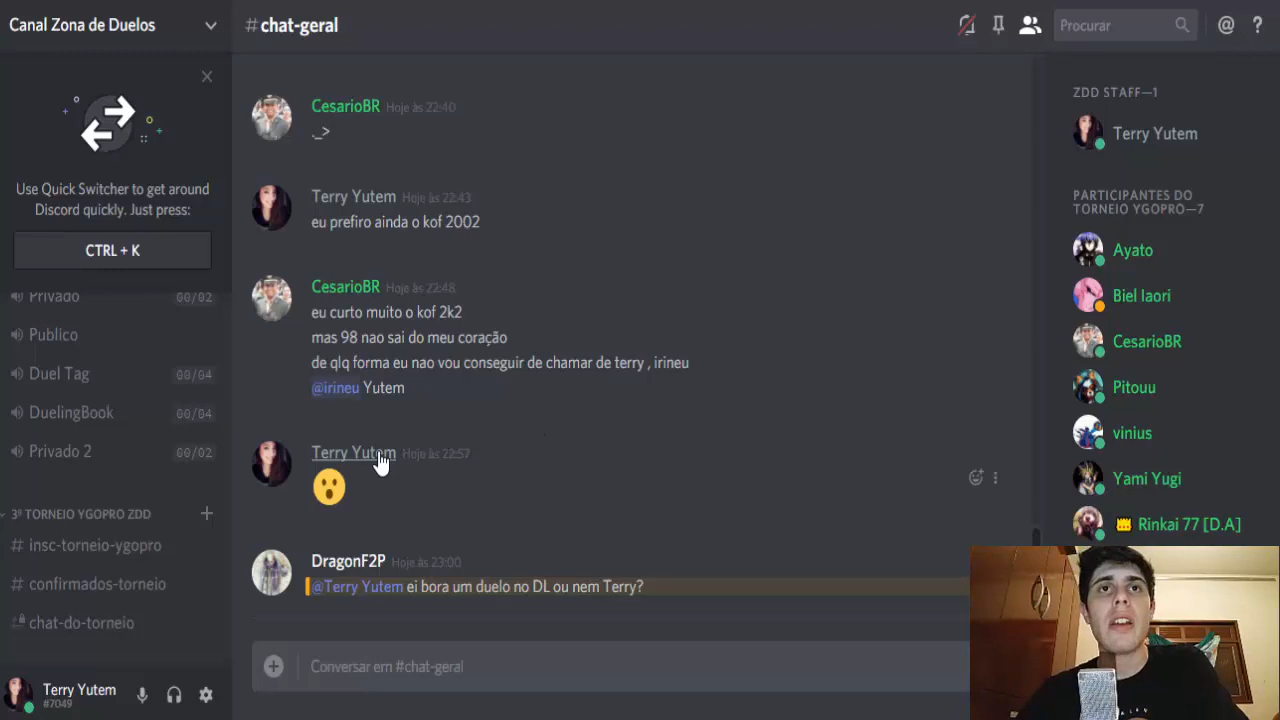 Canal Zona de Duelos
Use Quick Switcher to get around
Discord quickly. Just press:
CTRL + K
Privado 00/02
Publico
Duel Tag 00/04
DuelingBook 00/04
Privado 2 00/02
3º TORNEIO YGOPRO ZDD
# insc-torneio-ygopro
# confirmados-torneio
chat-do-torneio
Terry Yutem
#7049
#chat-geral
Procurar
CesarioBR Hoje às 22:40
._>
Terry Yutem Hoje às 22:43
eu prefiro ainda o kof 2002
CesarioBR Hoje às 22:48
eu curto muito o kof 2k2
mas 98 nao sai do meu coração
de qlq forma eu nao vou conseguir de chamar de terry , irineu
@irineu Yutem
Terry Yutem Hoje às 22:57
DragonF2P Hoje às 23:00
@Terry Yutem ei bora um duelo no DL ou nem Terry?
Conversar em #chat-geral
ZDD STAFF—1
Terry Yutem
PARTICIPANTES DO
TORNEIO YGOPRO—7
Ayato
Biel Iaori
CesarioBR
Pitouu
vinius
Yami Yugi
Rinkai 77 [D.A]